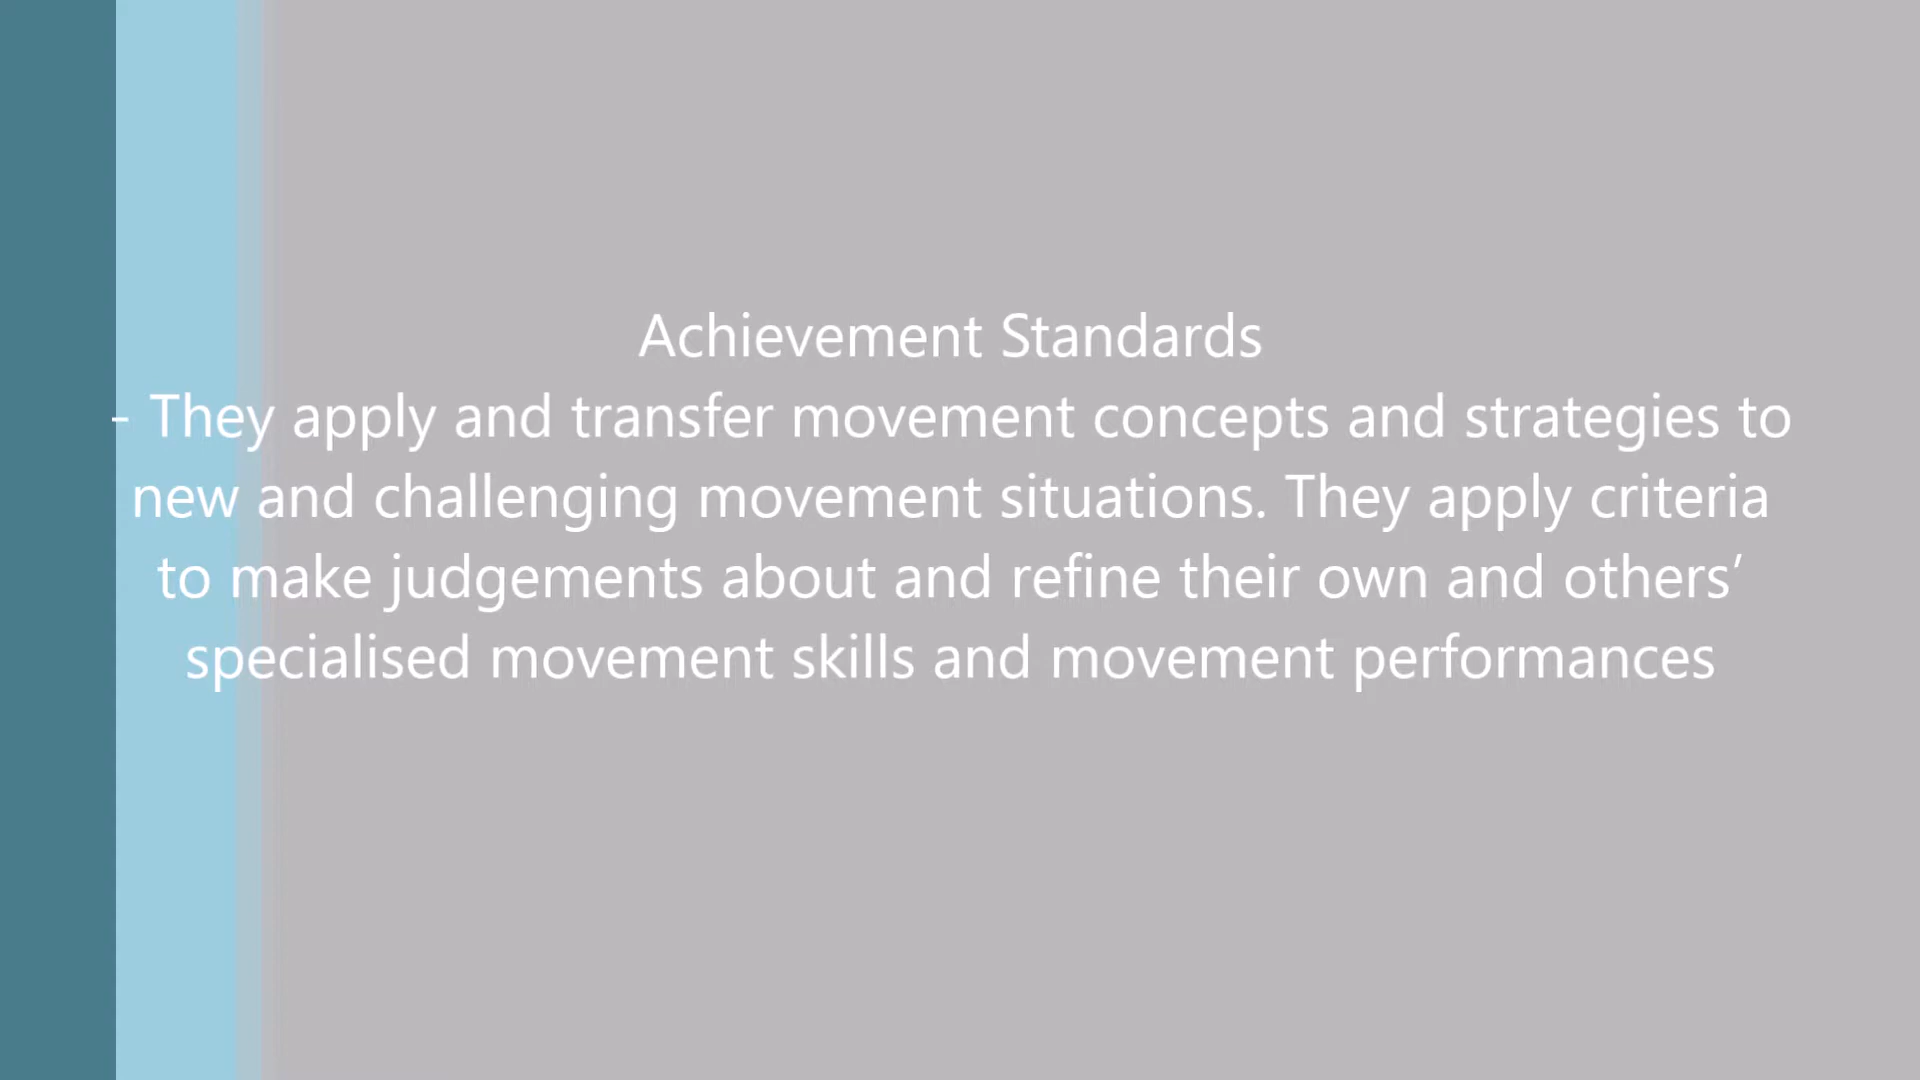 Achievement Standards
- They apply and transfer movement concepts and strategies to
new and challenging movement situations. They apply criteria
to make judgements about and refine their own and others’
specialised movement skills and movement performances